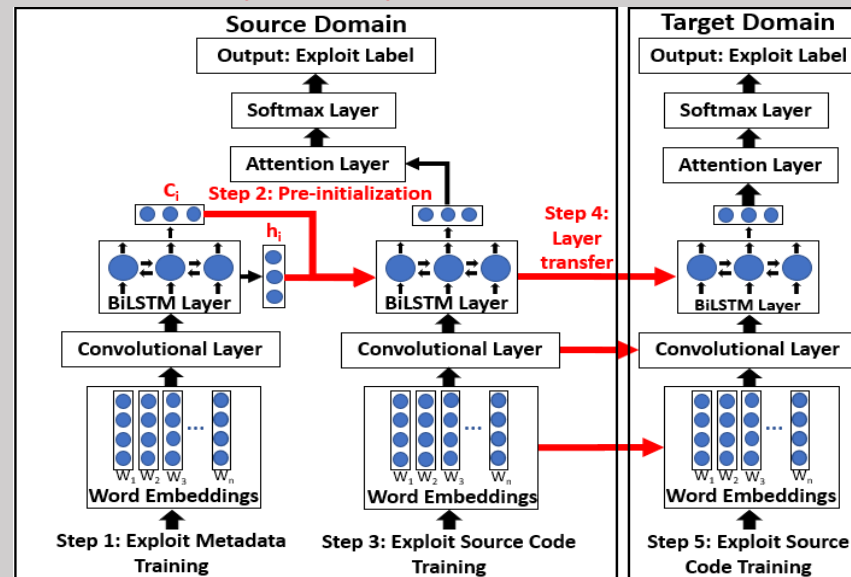 Source Domain
Output: Exploit Label
Softmax Layer
Attention Layer
Step 2: Pre-initialization
Cᵢ
hᵢ
BiLSTM Layer
Convolutional Layer
...
W₁ W₂ W₃ Wₙ
Word Embeddings
Step 1: Exploit Metadata
Training
BiLSTM Layer
Convolutional Layer
...
W₁ W₂ W₃ Wₙ
Word Embeddings
Step 3: Exploit Source Code
Training
Step 4:
Layer
transfer
Target Domain
Output: Exploit Label
Softmax Layer
Attention Layer
BiLSTM Layer
Convolutional Layer
...
W₁ W₂ W₃ Wₙ
Word Embeddings
Step 5: Exploit Source
Code Training